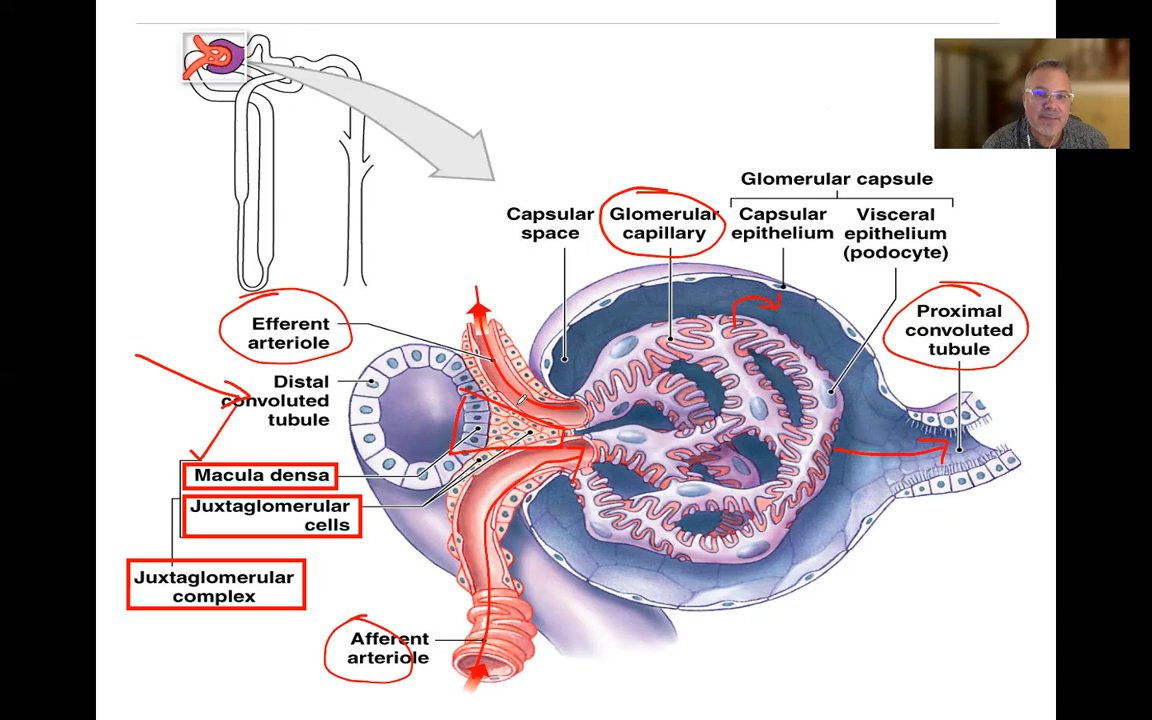 Glomerular capsule
Capsular
space
Glomerular
capillary
Capsular
epithelium
Visceral
epithelium
(podocyte)
Proximal
convoluted
tubule
Efferent
arteriole
Distal
convoluted
tubule
Macula densa
Juxtaglomerular
cells
Juxtaglomerular
complex
Afferent
arteriole